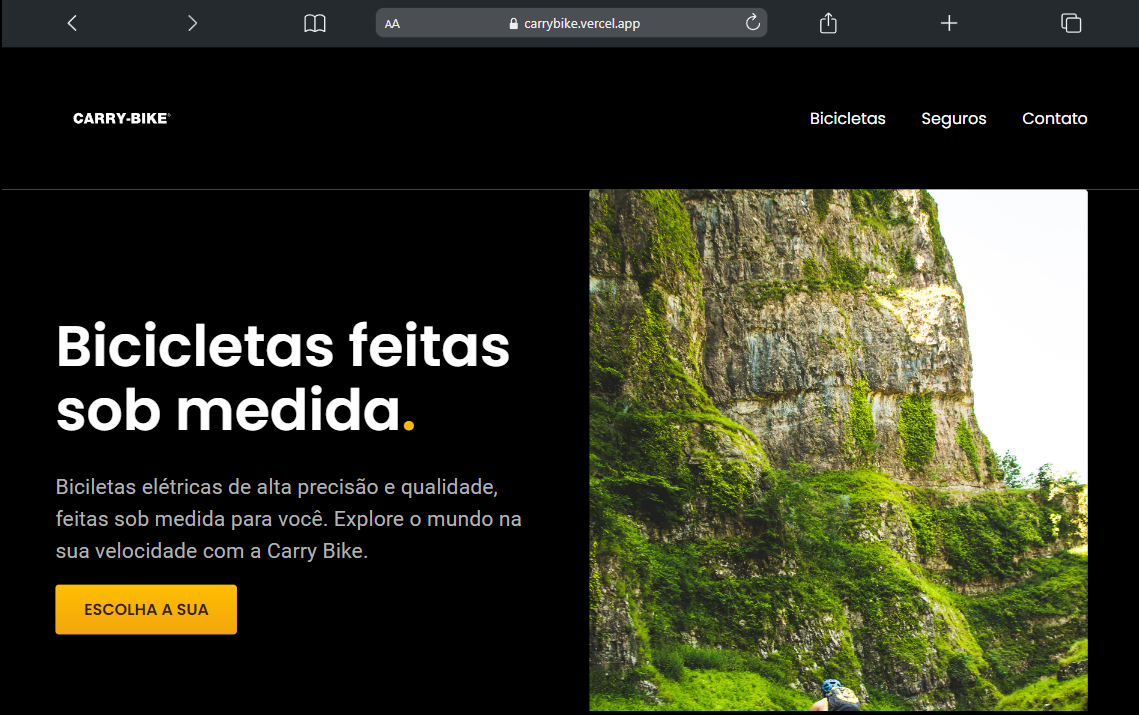 AA
carrybike.vercel.app
CARRY-BIKE
Bicicletas Seguros Contato
Bicicletas feitas
sob medida.
Biciletas elétricas de alta precisão e qualidade,
feitas sob medida para você. Explore o mundo na
sua velocidade com a Carry Bike.
ESCOLHA A SUA